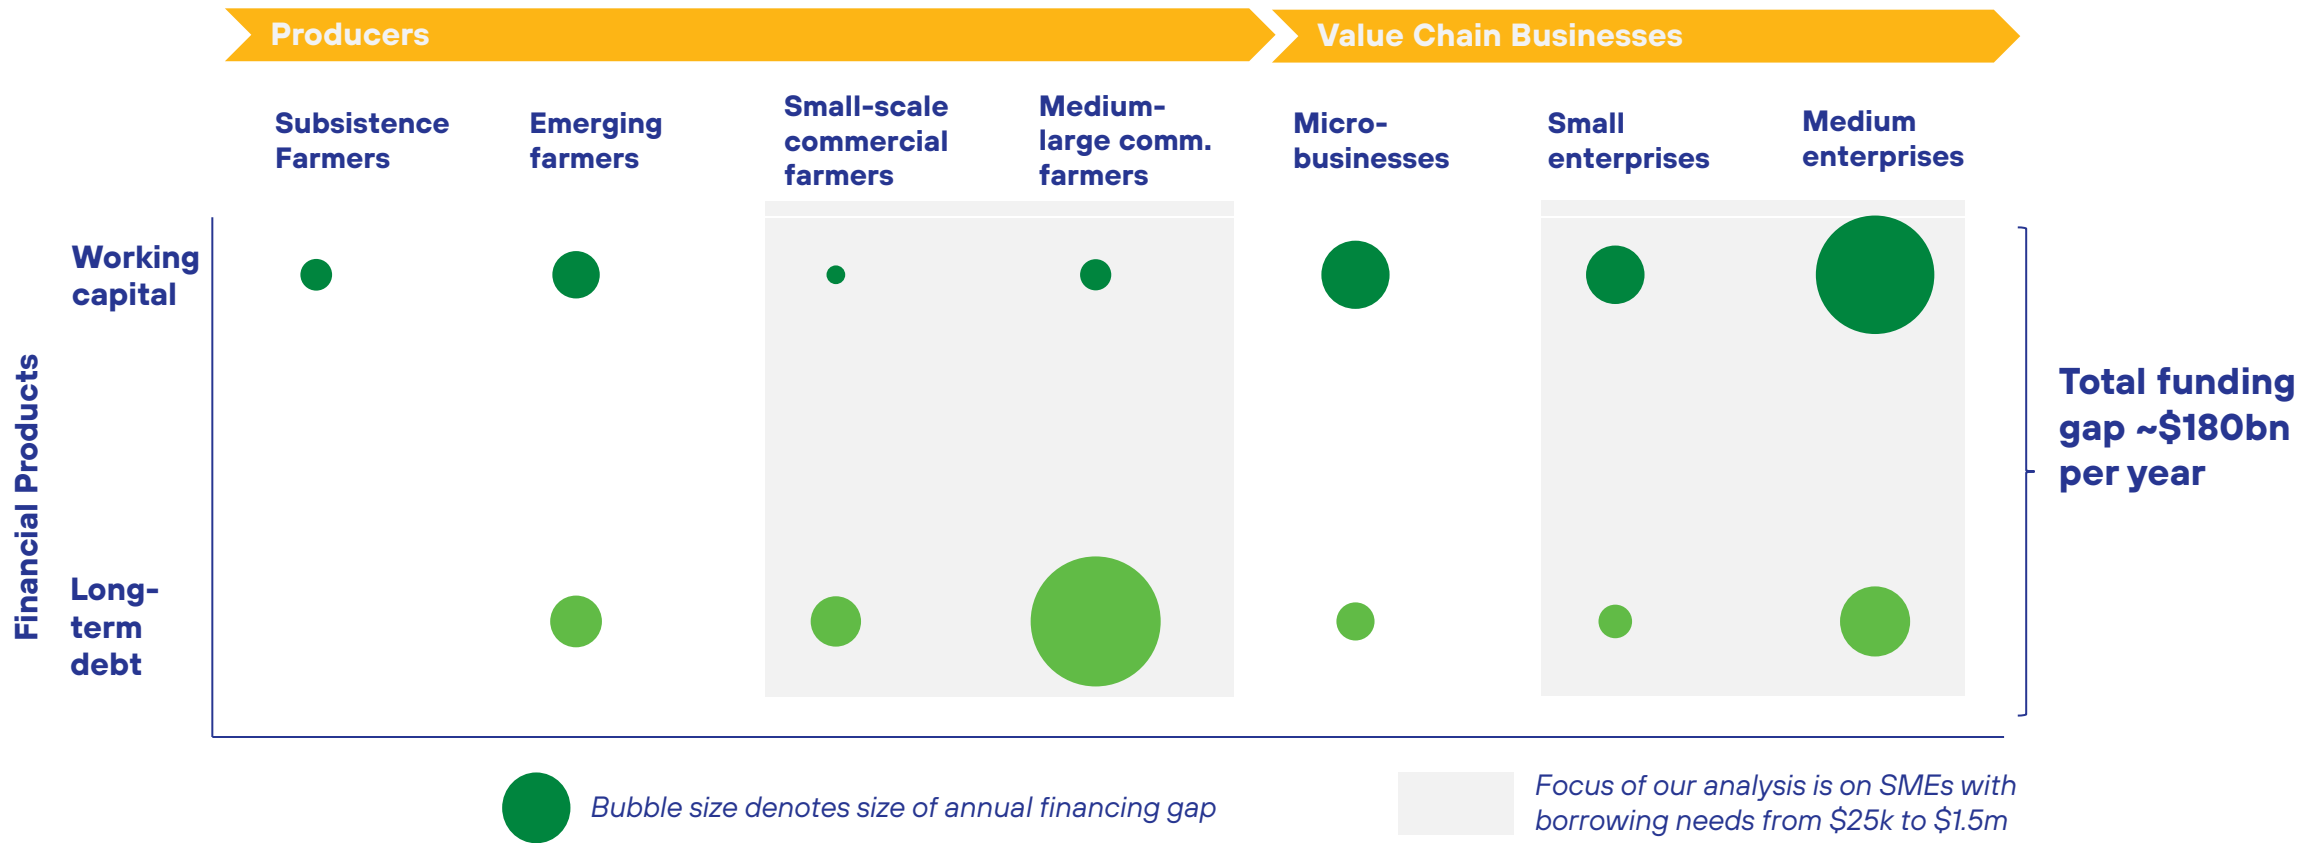 Producers
Value Chain Businesses
Subsistence
Farmers
Emerging
farmers
Small-scale
commercial
farmers
Medium-
large comm.
farmers
Micro-
businesses
Small
enterprises
Medium
enterprises
Financial Products
Working
capital
Long-
term
debt
Total funding
gap ~$180bn
per year
Bubble size denotes size of annual financing gap
Focus of our analysis is on SMEs with
borrowing needs from $25k to $1.5m